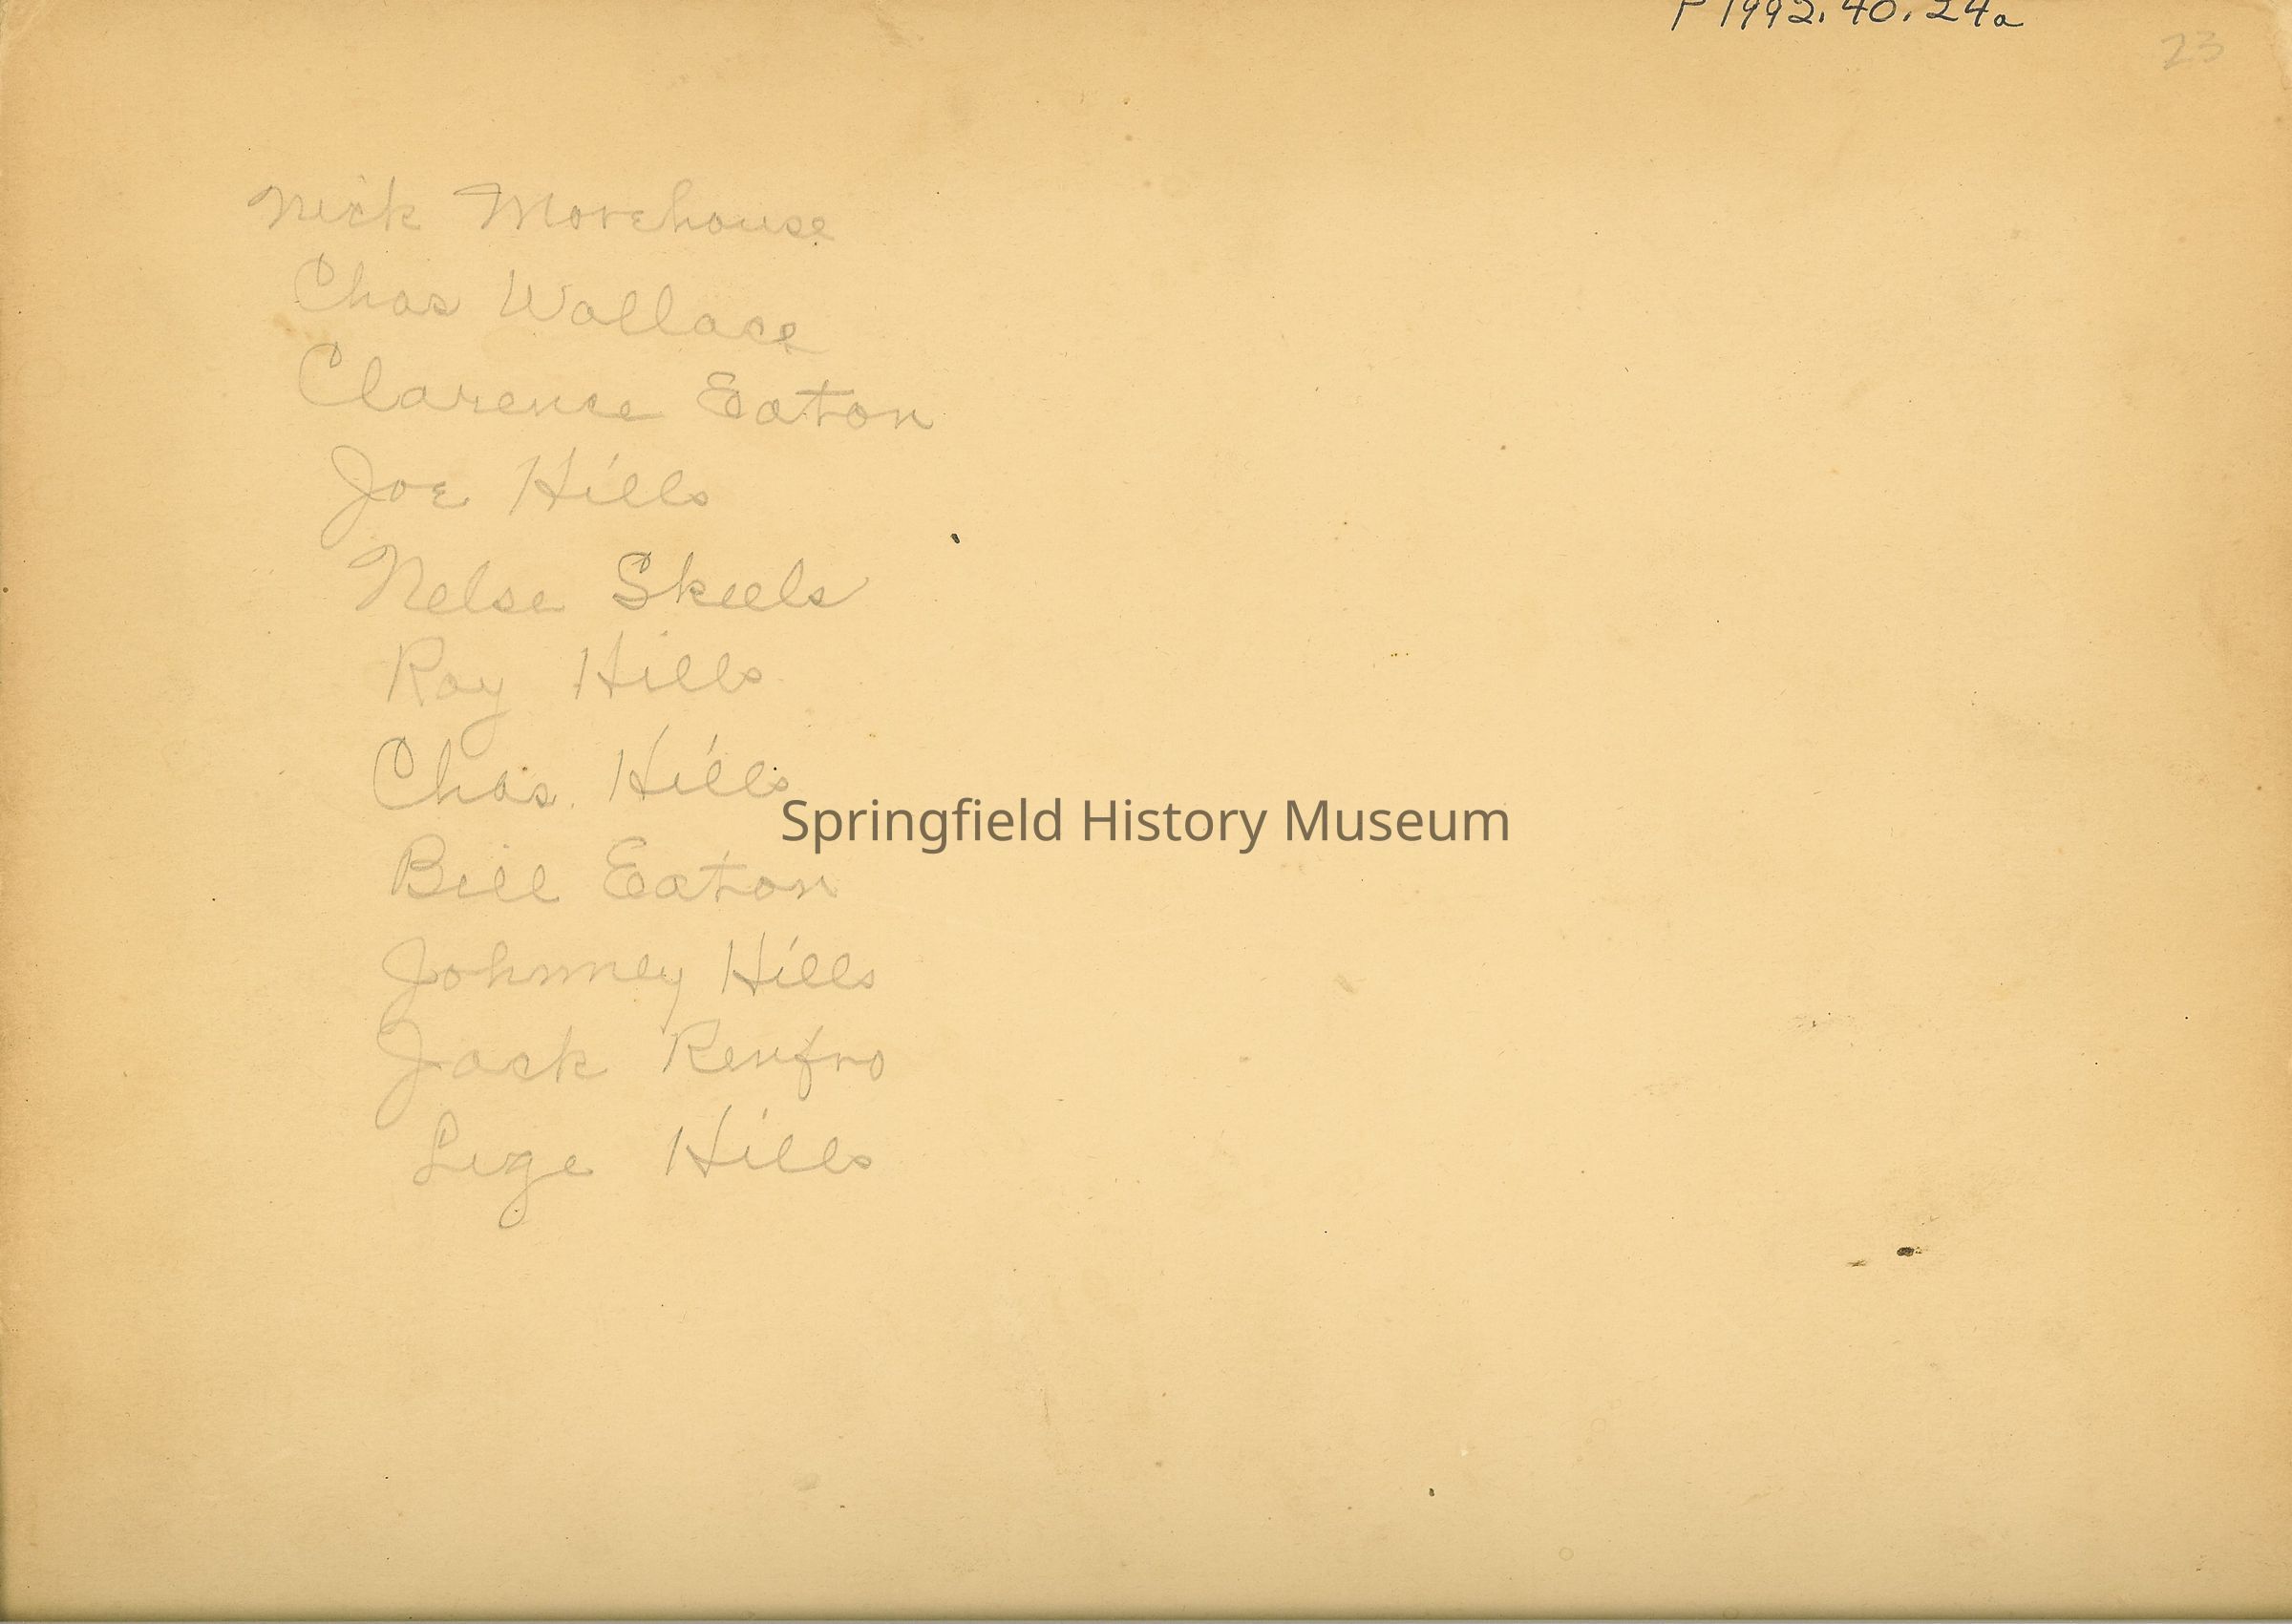 P1992.40.24a
23
Nick Morehouse
Chas Wallace
Clarence Eaton
Joe Hills
Nelse Skeels
Roy Hills
Chas. Hills
Springfield History Museum
Bill Eaton
Johnney Hills
Jack Renfro
Lige Hills